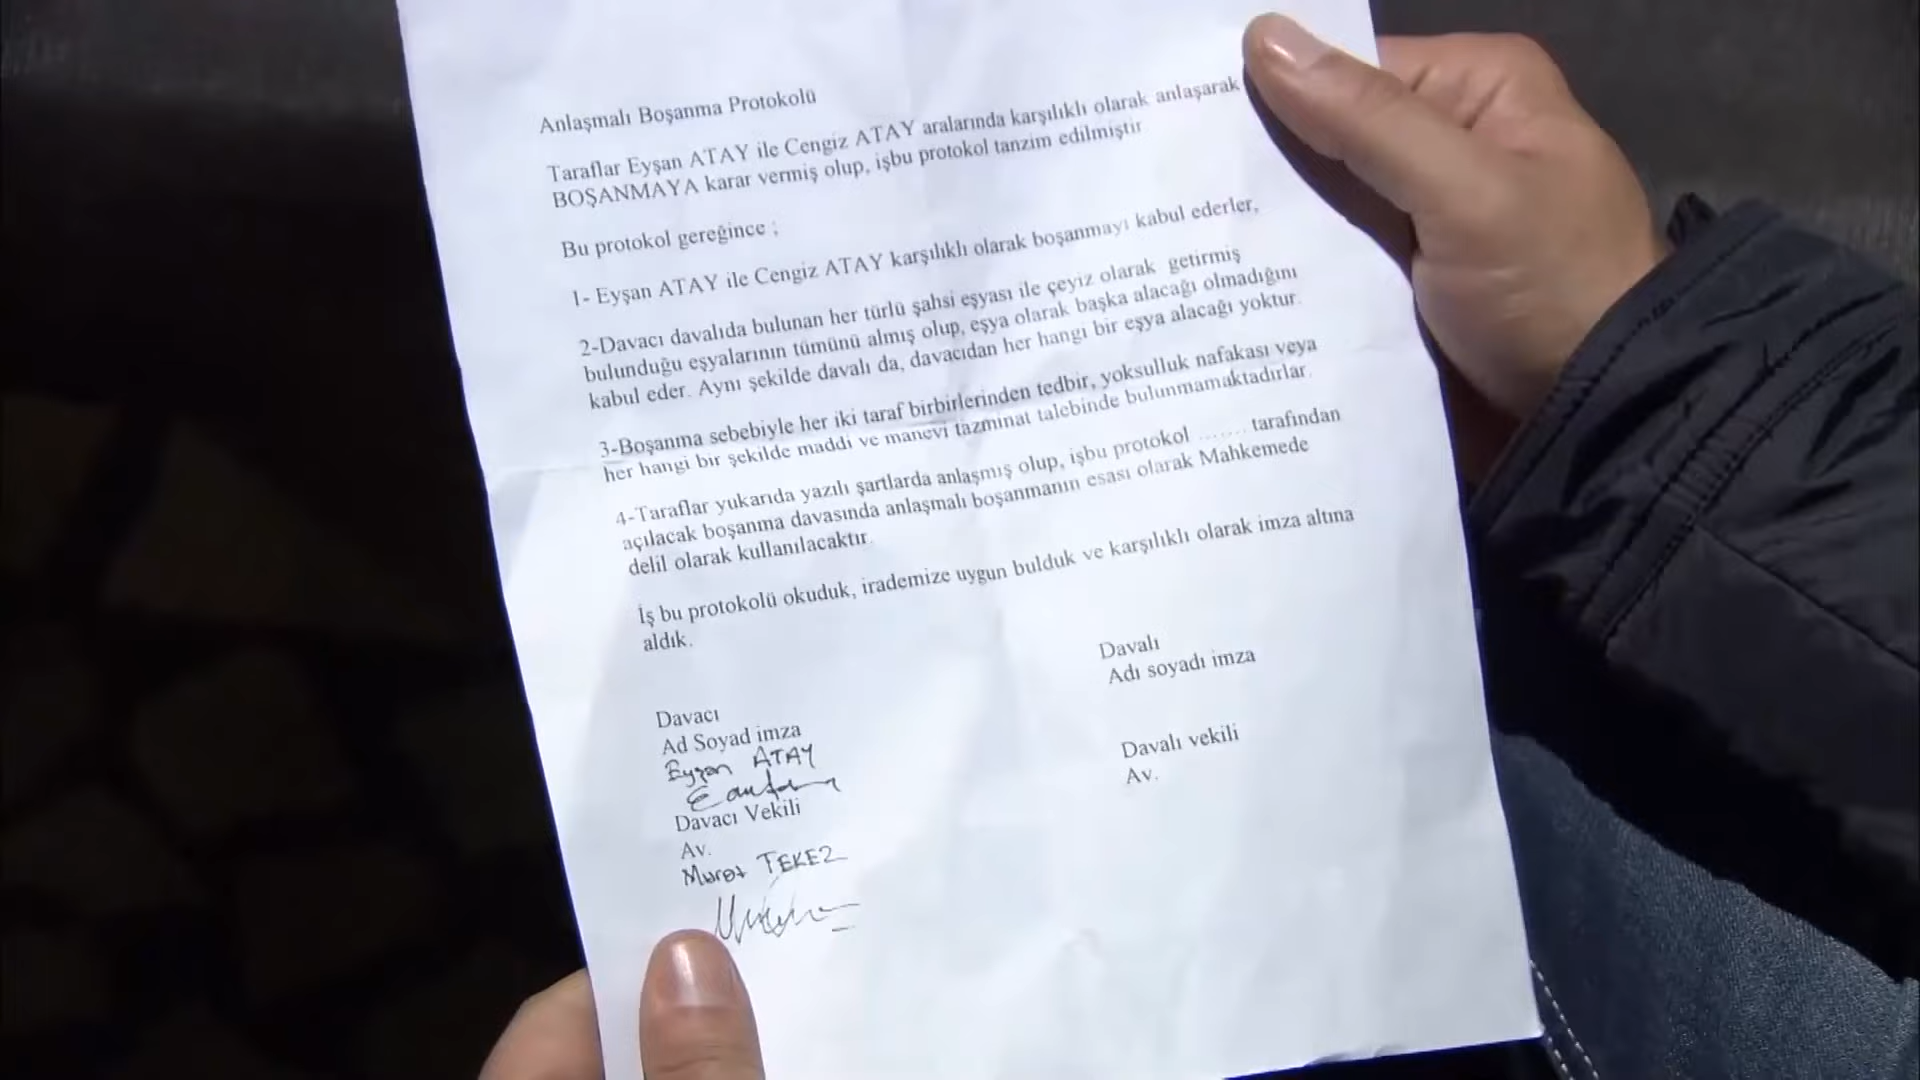 Anlaşmalı Boşanma Protokolü
Taraflar Eyşan ATAY ile Cengiz ATAY aralarında karşılıklı olarak anlaşarak
BOŞANMAYA karar vermiş olup, işbu protokol tanzim edilmiştir
Bu protokol gereğince ;
1- Eyşan ATAY ile Cengiz ATAY karşılıklı olarak boşanmayı kabul ederler,
2-Davacı davalıda bulunan her türlü şahsi eşyası ile çeyiz olarak getirmiş
bulunduğu eşyalarının tümünü almış olup, eşya olarak başka alacağı olmadığını
kabul eder. Aynı şekilde davalı da, davacıdan her hangi bir eşya alacağı yoktur.
3-Boşanma sebebiyle her iki taraf birbirlerinden tedbir, yoksulluk nafakası veya
her hangi bir şekilde maddi ve manevi tazminat talebinde bulunmamaktadırlar.
4-Taraflar yukarıda yazılı şartlarda anlaşmış olup, işbu protokol ....... tarafından
açılacak boşanma davasında anlaşmalı boşanmanın esası olarak Mahkemede
delil olarak kullanılacaktır.
İş bu protokolü okuduk, irademize uygun bulduk ve karşılıklı olarak imza altına
aldık.
Davacı
Ad Soyad imza
Eyşan ATAY
Davacı Vekili
Av.
Murat TEKEZ
Davalı
Adı soyadı imza
Davalı vekili
Av.